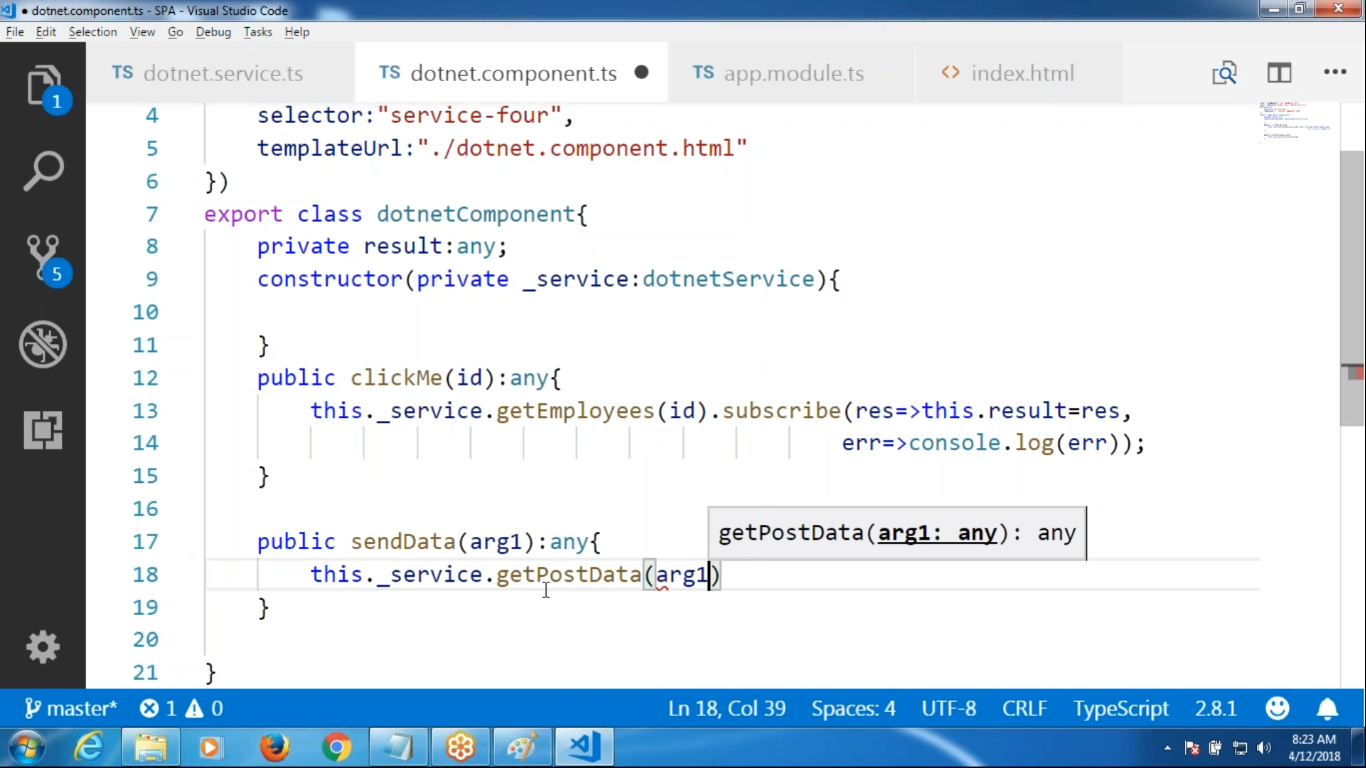 dotnet.component.ts - SPA - Visual Studio Code
File Edit Selection View Go Debug Tasks Help
TS dotnet.service.ts TS dotnet.component.ts TS app.module.ts <> index.html
1
5
4 selector:"service-four",
5 templateUrl:"./dotnet.component.html"
6 })
7 export class dotnetComponent{
8 private result:any;
9 constructor(private _service:dotnetService){
10
11 }
12 public clickMe(id):any{
13 this._service.getEmployees(id).subscribe(res=>this.result=res,
14 err=>console.log(err));
15 }
16
getPostData(arg1: any): any
17 public sendData(arg1):any{
18 this._service.getPostData(arg1)
19 }
20
21 }
master* 1 0 Ln 18, Col 39 Spaces: 4 UTF-8 CRLF TypeScript 2.8.1
8:23 AM
4/12/2018